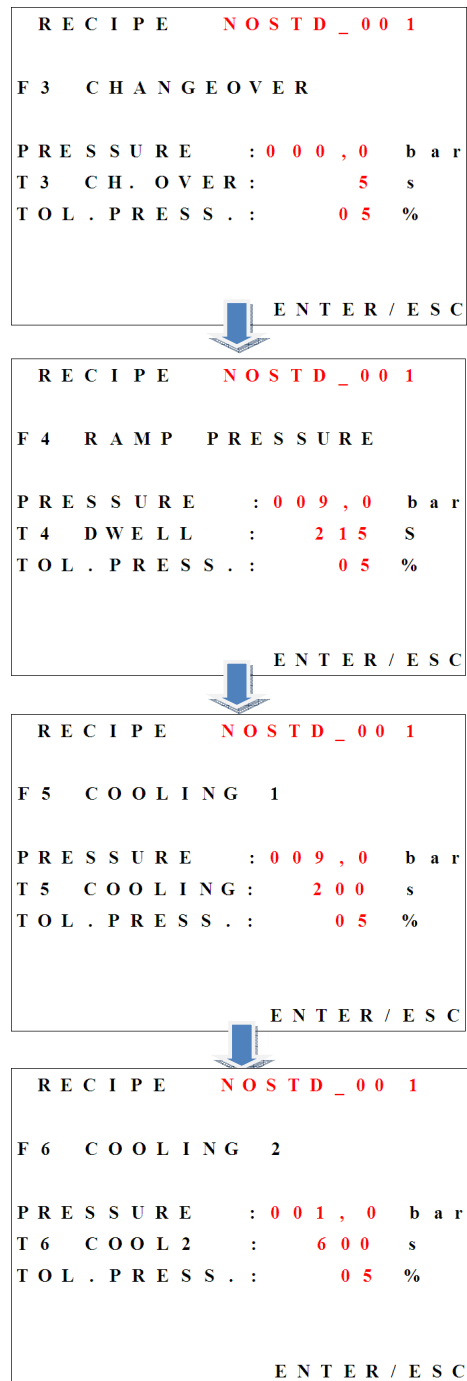 RECIPE NOSTD_001
F3 CHANGEOVER
PRESSURE :000,0 bar
T3 CH. OVER: 5 s
TOL.PRESS.: 05 %
ENTER/ESC
RECIPE NOSTD_001
F4 RAMP PRESSURE
PRESSURE :009,0 bar
T4 DWELL : 215 S
TOL.PRESS.: 05 %
ENTER/ESC
RECIPE NOSTD_001
F5 COOLING 1
PRESSURE :009,0 bar
T5 COOLING: 200 s
TOL.PRESS.: 05 %
ENTER/ESC
RECIPE NOSTD_001
F6 COOLING 2
PRESSURE :001,0 bar
T6 COOL2 : 600 s
TOL.PRESS.: 05 %
ENTER/ESC